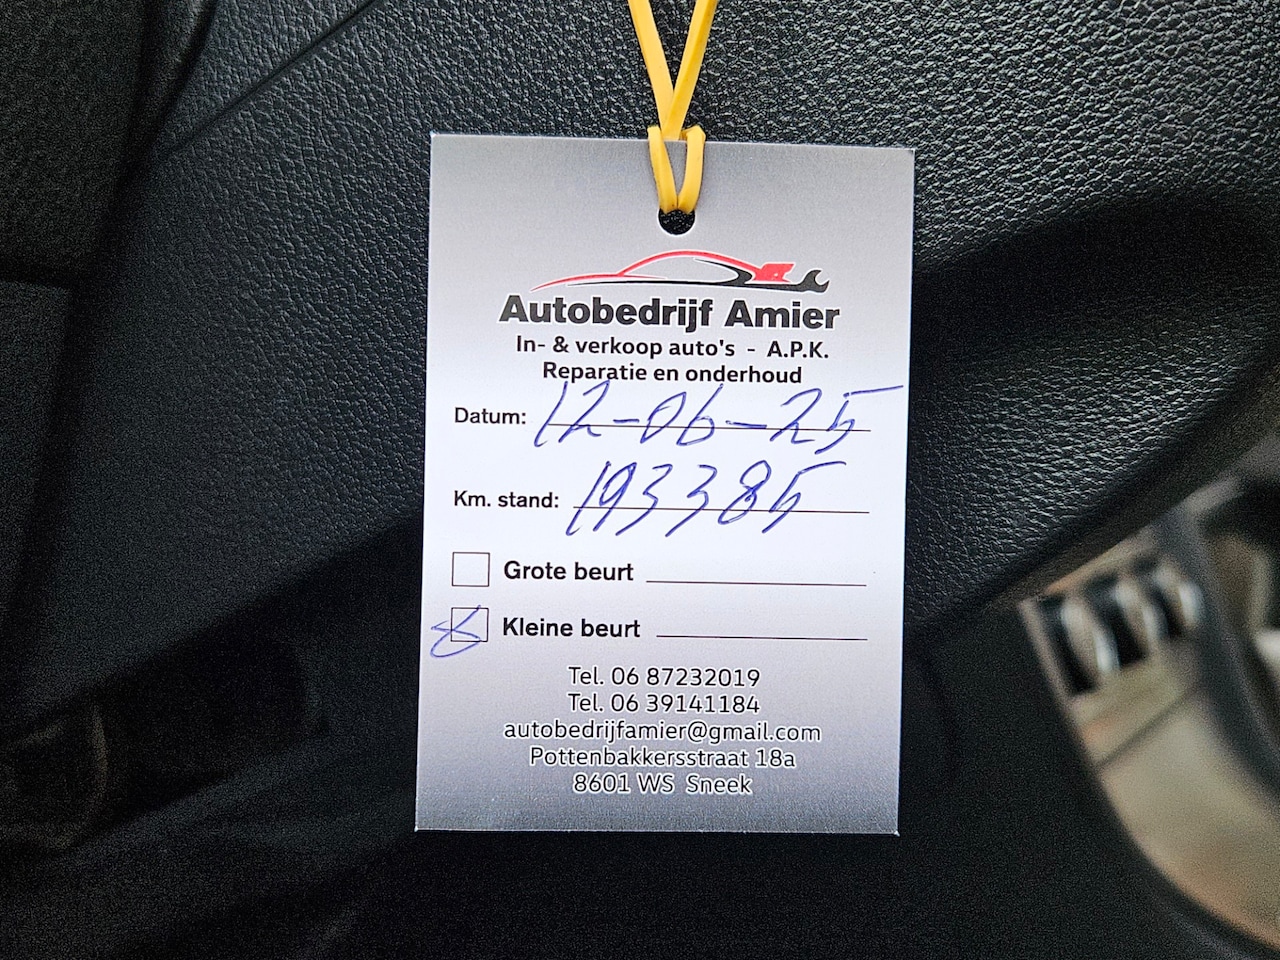 Autobedrijf Amier
In- & verkoop auto's - A.P.K.
Reparatie en onderhoud
Datum: 12-06-25
Km. stand: 193385
Grote beurt
Kleine beurt
Tel. 06 87232019
Tel. 06 39141184
autobedrijfamier@gmail.com
Pottenbakkersstraat 18a
8601 WS Sneek